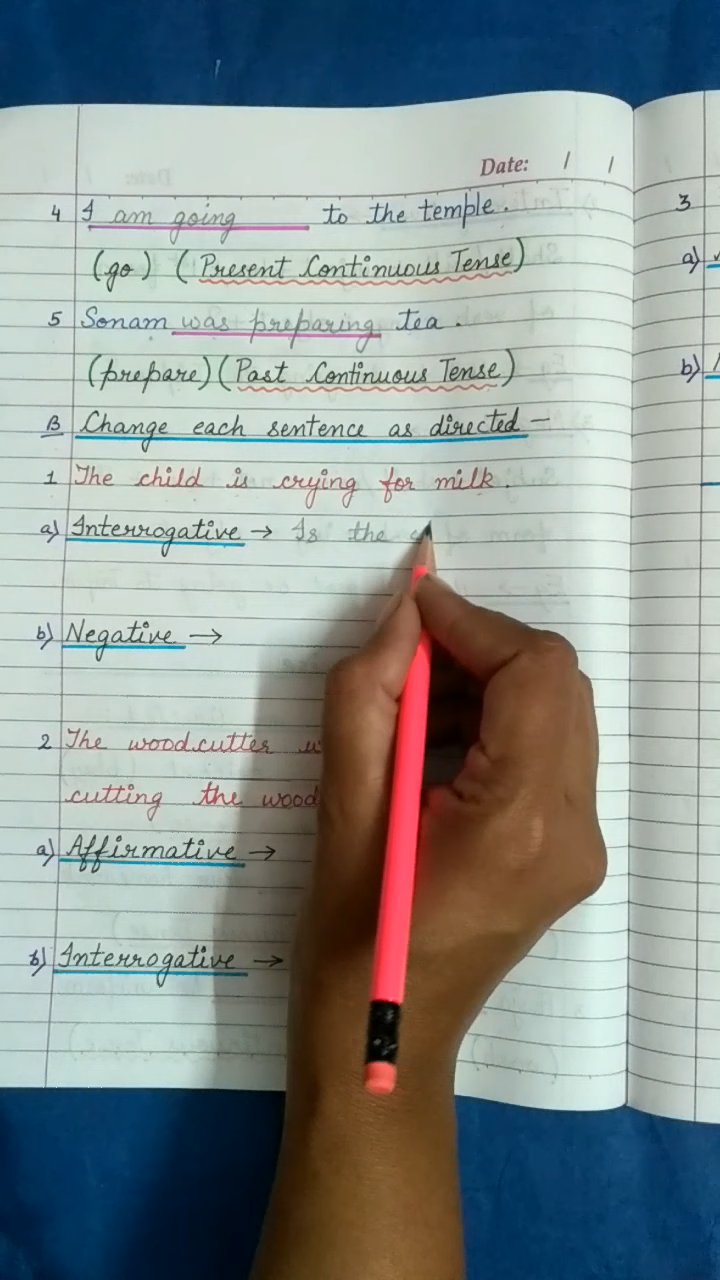 Date: / /
4 I am going to the temple.
(go) (Present Continuous Tense)
5 Sonam was preparing tea.
(prepare) (Past Continuous Tense)
B Change each sentence as directed –
1 The child is crying for milk.
a) Interrogative → Is the
b) Negative →
2 The woodcutter
cutting the wood
a) Affirmative →
b) Interrogative →
3
a)
b)